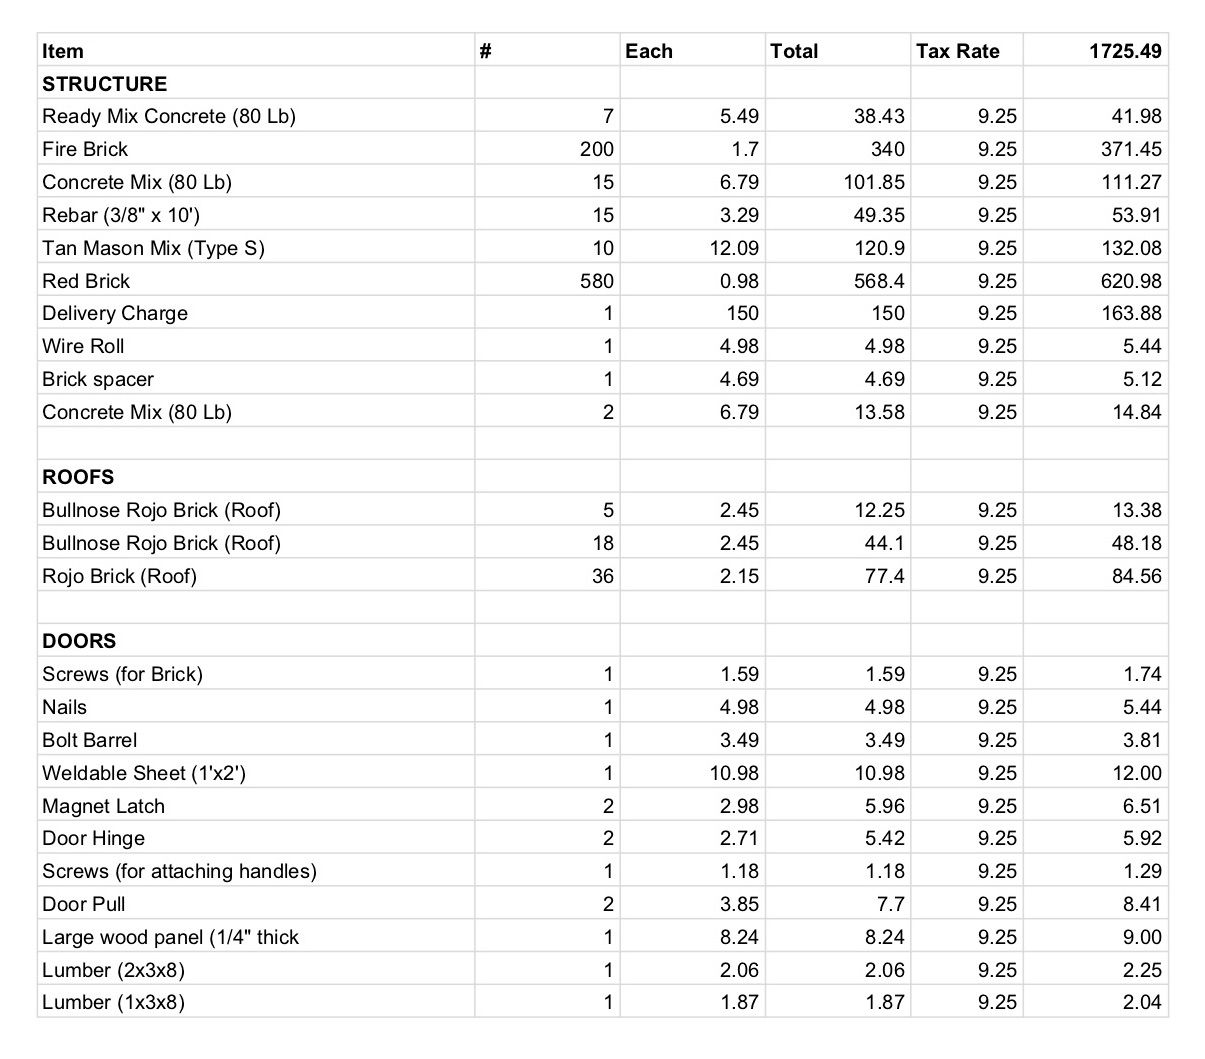 Item # Each Total Tax Rate 1725.49
STRUCTURE
Ready Mix Concrete (80 Lb) 7 5.49 38.43 9.25 41.98
Fire Brick 200 1.7 340 9.25 371.45
Concrete Mix (80 Lb) 15 6.79 101.85 9.25 111.27
Rebar (3/8" x 10') 15 3.29 49.35 9.25 53.91
Tan Mason Mix (Type S) 10 12.09 120.9 9.25 132.08
Red Brick 580 0.98 568.4 9.25 620.98
Delivery Charge 1 150 150 9.25 163.88
Wire Roll 1 4.98 4.98 9.25 5.44
Brick spacer 1 4.69 4.69 9.25 5.12
Concrete Mix (80 Lb) 2 6.79 13.58 9.25 14.84
ROOFS
Bullnose Rojo Brick (Roof) 5 2.45 12.25 9.25 13.38
Bullnose Rojo Brick (Roof) 18 2.45 44.1 9.25 48.18
Rojo Brick (Roof) 36 2.15 77.4 9.25 84.56
DOORS
Screws (for Brick) 1 1.59 1.59 9.25 1.74
Nails 1 4.98 4.98 9.25 5.44
Bolt Barrel 1 3.49 3.49 9.25 3.81
Weldable Sheet (1'x2') 1 10.98 10.98 9.25 12.00
Magnet Latch 2 2.98 5.96 9.25 6.51
Door Hinge 2 2.71 5.42 9.25 5.92
Screws (for attaching handles) 1 1.18 1.18 9.25 1.29
Door Pull 2 3.85 7.7 9.25 8.41
Large wood panel (1/4" thick 1 8.24 8.24 9.25 9.00
Lumber (2x3x8) 1 2.06 2.06 9.25 2.25
Lumber (1x3x8) 1 1.87 1.87 9.25 2.04